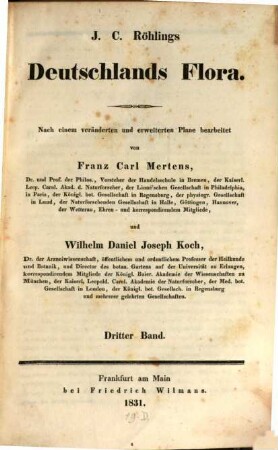 J. C. Röhlings
Deutschlands Flora.
Nach einem veränderten und erweiterten Plane bearbeitet
von
Franz Carl Mertens,
Dr. und Prof. der Philos., Vorsteher der Handelsschule in Bremen, der Kaiserl.
Leop. Carol. Akad. d. Naturforscher, der Linné'schen Gesellschaft in Philadelphia,
in Paris, der Königl. bot. Gesellschaft in Regensburg, der physiogr. Gesellschaft
in Lund, der Naturforschenden Gesellschaft in Halle, Göttingen, Hannover,
der Wetterau, Ehren- und korrespondirendem Mitgliede,
und
Wilhelm Daniel Joseph Koch,
Dr. der Arzneiwissenschaft, öffentlichem und ordentlichem Professor der Heilkunde
und Botanik, und Director des botan. Gartens auf der Universität zu Erlangen,
korrespondirendem Mitgliede der Königl. Baier. Akademie der Wissenschaften zu
München, der Kaiserl. Leopold. Carol. Akademie der Naturforscher, der Med. bot.
Gesellschaft in London, der Königl. bot. Gesellsch. in Regensburg
und mehrerer gelehrten Gesellschaften.
Dritter Band.
Frankfurt am Main
bei Friedrich Wilmans.
1831.